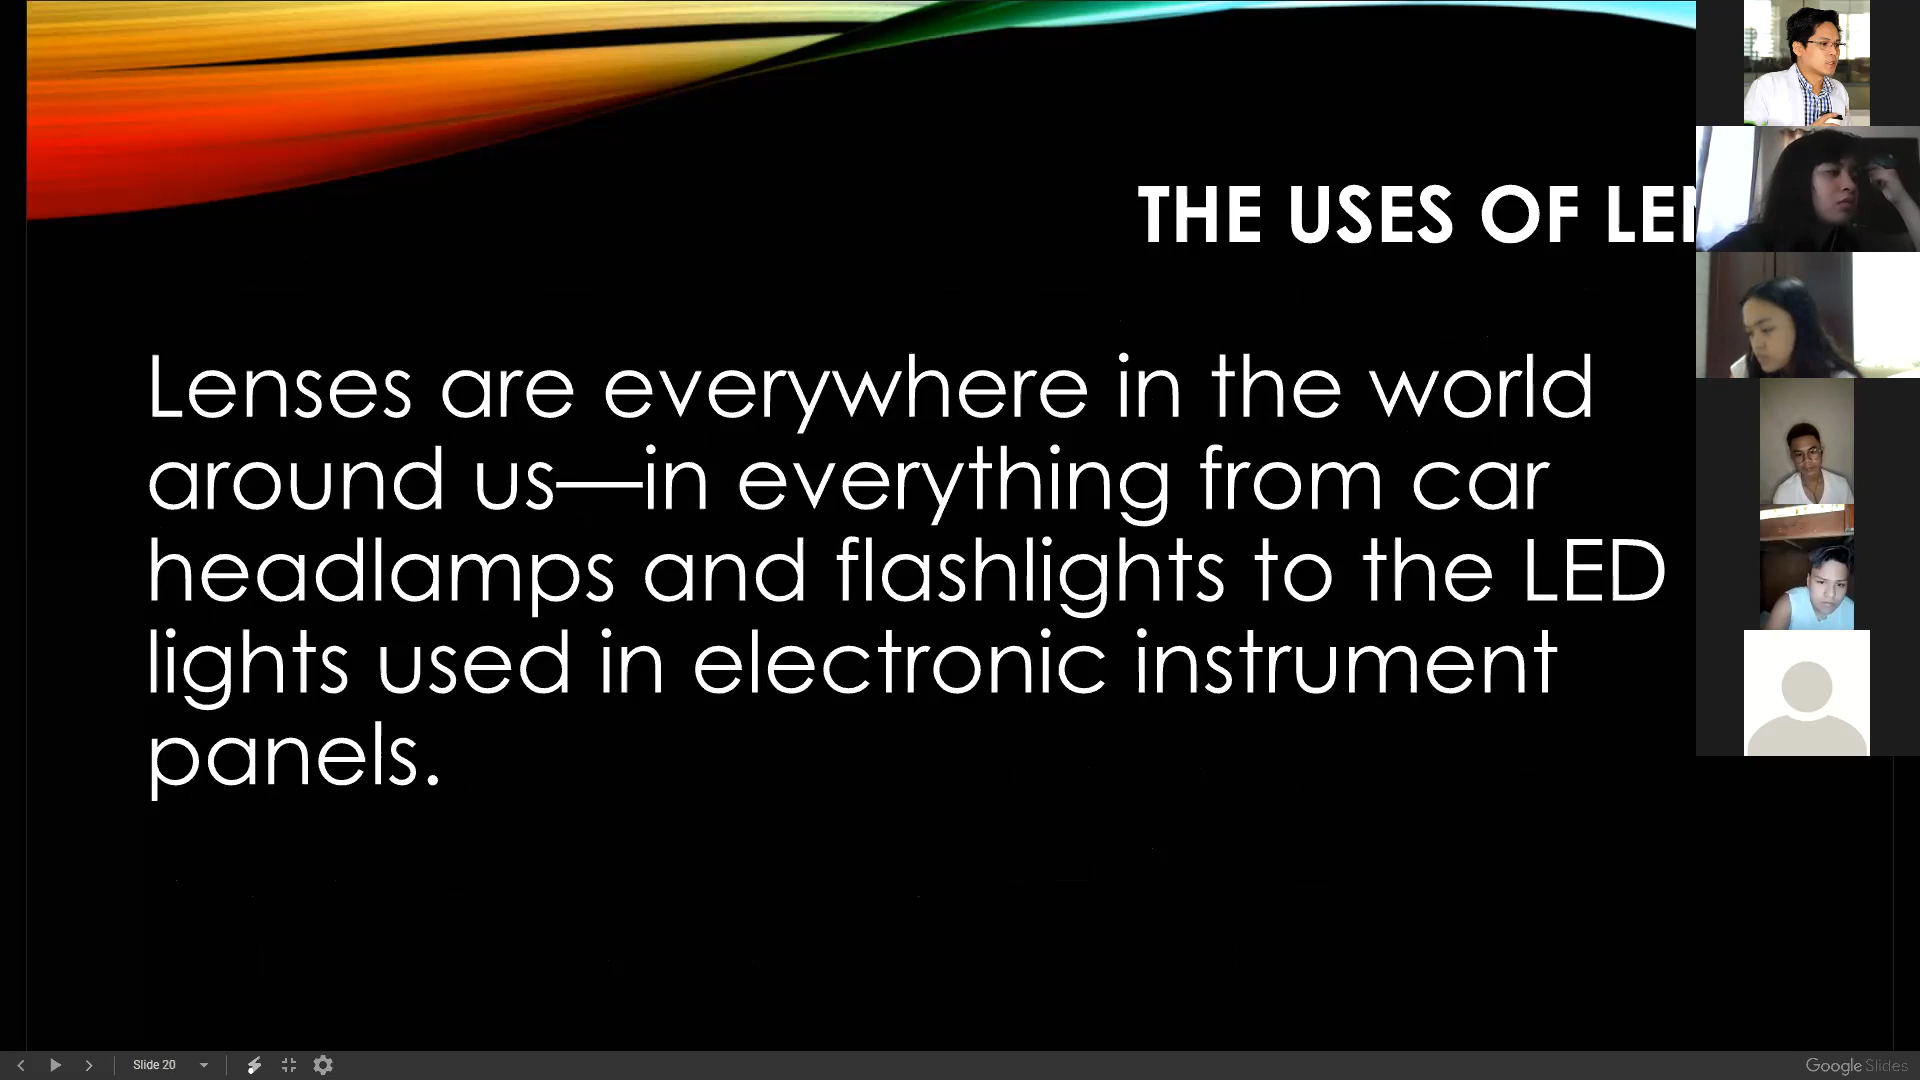 THE USES OF LEN
Lenses are everywhere in the world
around us—in everything from car
headlamps and flashlights to the LED
lights used in electronic instrument
panels.
Slide 20
Google Slides